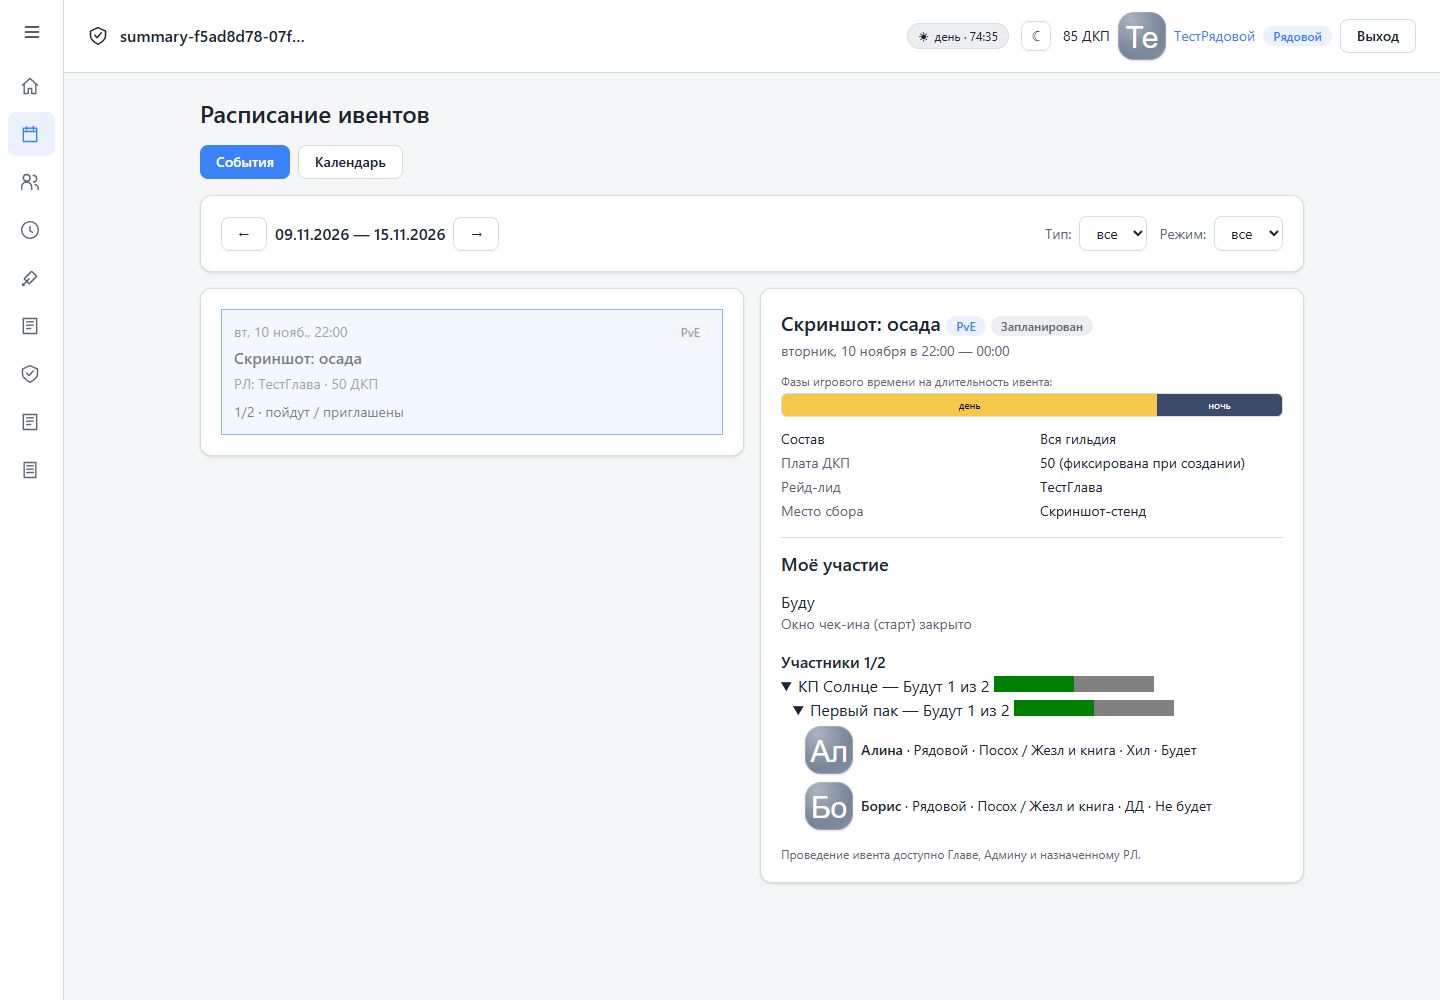 summary-f5ad8d78-07f...
☀ день · 74:35
☾
85 ДКП
Те
ТестРядовой
Рядовой
Выход
Расписание ивентов
События
Календарь
← 09.11.2026 — 15.11.2026 →
Тип: все
Режим: все
вт, 10 нояб., 22:00
PvE
Скриншот: осада
РЛ: ТестГлава · 50 ДКП
1/2 · пойдут / приглашены
Скриншот: осада PvE Запланирован
вторник, 10 ноября в 22:00 — 00:00
Фазы игрового времени на длительность ивента:
день
ночь
Состав Вся гильдия
Плата ДКП 50 (фиксирована при создании)
Рейд-лид ТестГлава
Место сбора Скриншот-стенд
Моё участие
Буду
Окно чек-ина (старт) закрыто
Участники 1/2
▼ КП Солнце — Будут 1 из 2
▼ Первый пак — Будут 1 из 2
Ал
Алина · Рядовой · Посох / Жезл и книга · Хил · Будет
Бо
Борис · Рядовой · Посох / Жезл и книга · ДД · Не будет
Проведение ивента доступно Главе, Админу и назначенному РЛ.